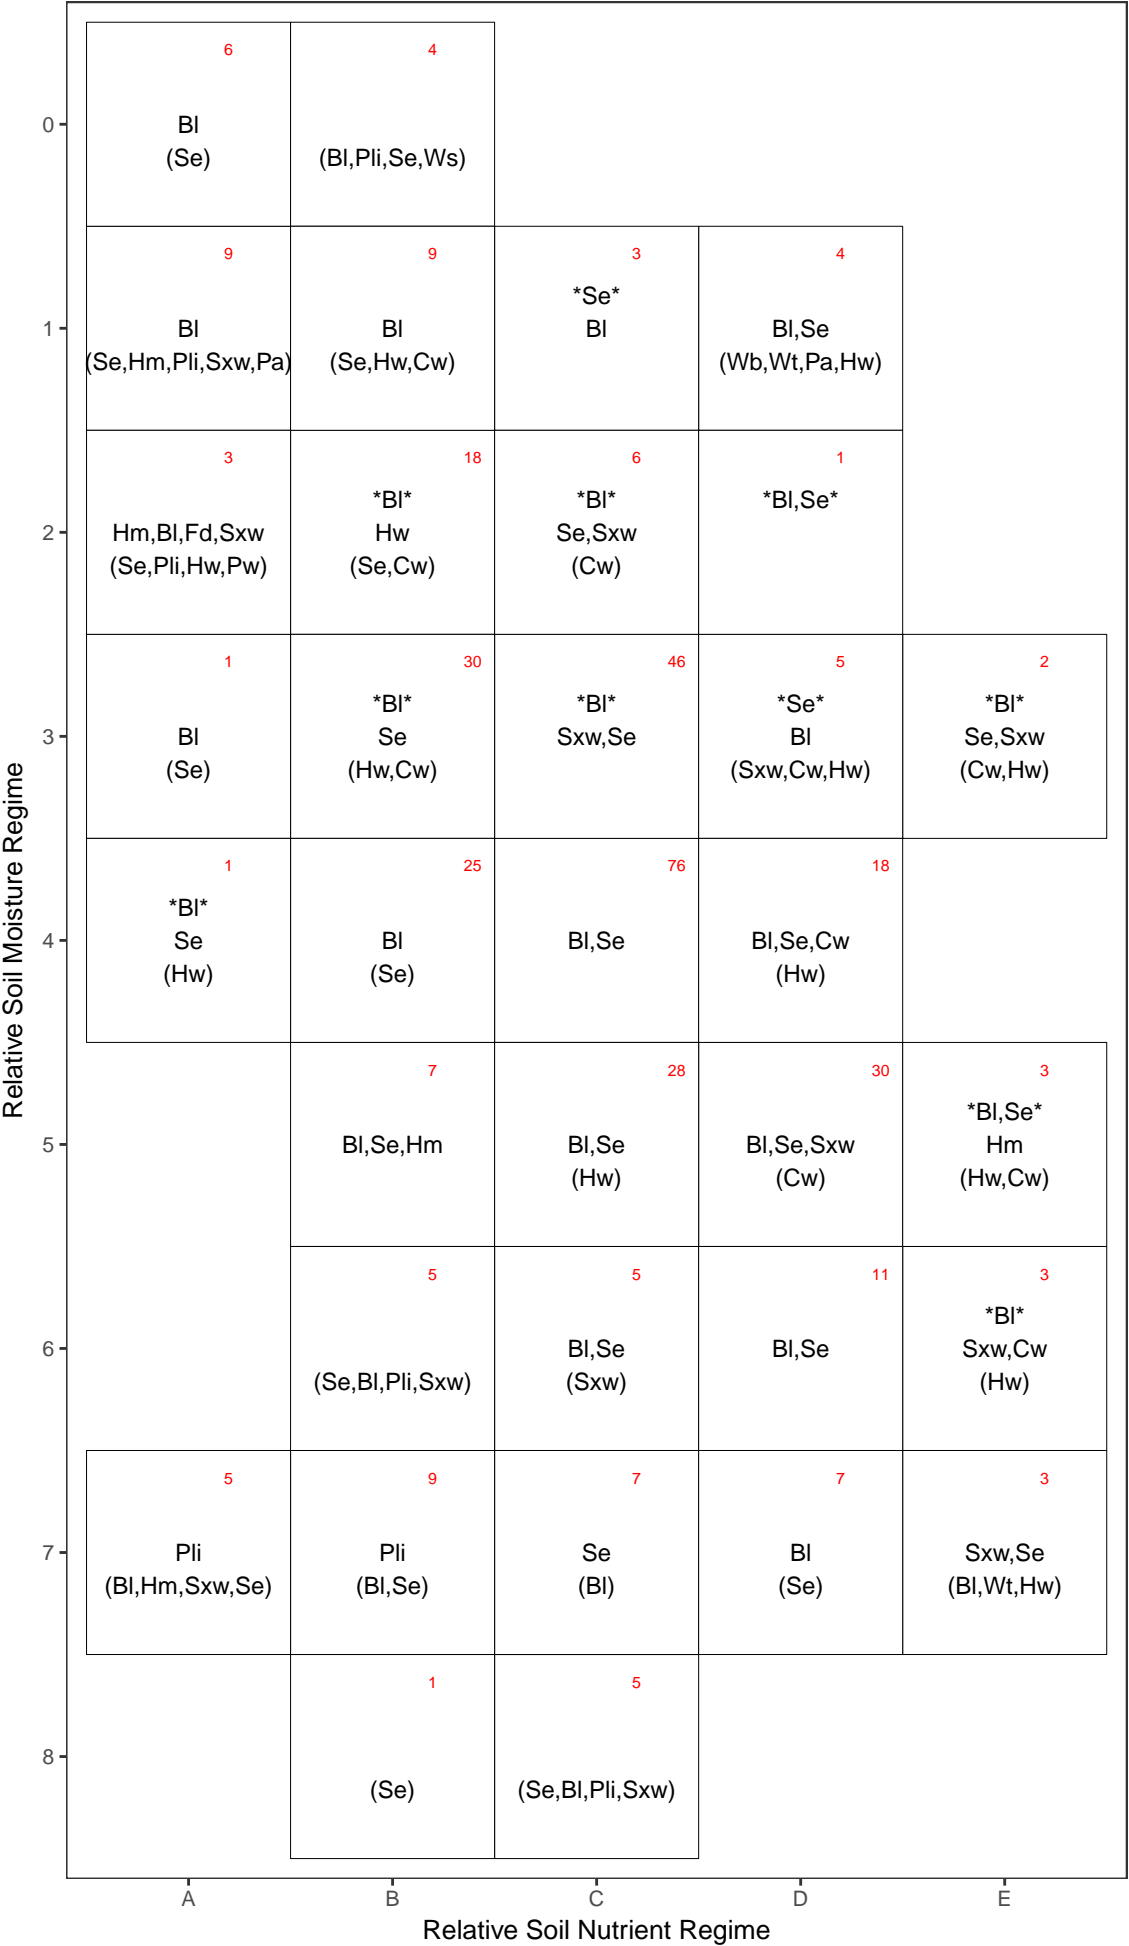 6
4
0
Bl
(Se)
(Bl,Pli,Se,Ws)
9
9
3
4
*Se*
1
Bl
Bl
Bl
Bl,Se
(Se,Hm,Pli,Sxw,Pa)
(Se,Hw,Cw)
(Wb,Wt,Pa,Hw)
3
18
6
1
*Bl*
*Bl*
*Bl,Se*
2
Hm,Bl,Fd,Sxw
Hw
Se,Sxw
(Se,Pli,Hw,Pw)
(Se,Cw)
(Cw)
1
30
46
5
2
*Bl*
*Bl*
*Se*
*Bl*
3
Bl
Se
Sxw,Se
Bl
Se,Sxw
(Se)
(Hw,Cw)
(Sxw,Cw,Hw)
(Cw,Hw)
Relative Soil Moisture Regime
1
25
76
18
*Bl*
4
Se
Bl
Bl,Se
Bl,Se,Cw
(Hw)
(Se)
(Hw)
7
28
30
3
*Bl,Se*
5
Bl,Se,Hm
Bl,Se
Bl,Se,Sxw
Hm
(Hw)
(Cw)
(Hw,Cw)
5
5
11
3
*Bl*
6
Bl,Se
Bl,Se
Sxw,Cw
(Se,Bl,Pli,Sxw)
(Sxw)
(Hw)
5
9
7
7
3
7
Pli
Pli
Se
Bl
Sxw,Se
(Bl,Hm,Sxw,Se)
(Bl,Se)
(Bl)
(Se)
(Bl,Wt,Hw)
1
5
8
(Se)
(Se,Bl,Pli,Sxw)
A
B
C
D
E
Relative Soil Nutrient Regime